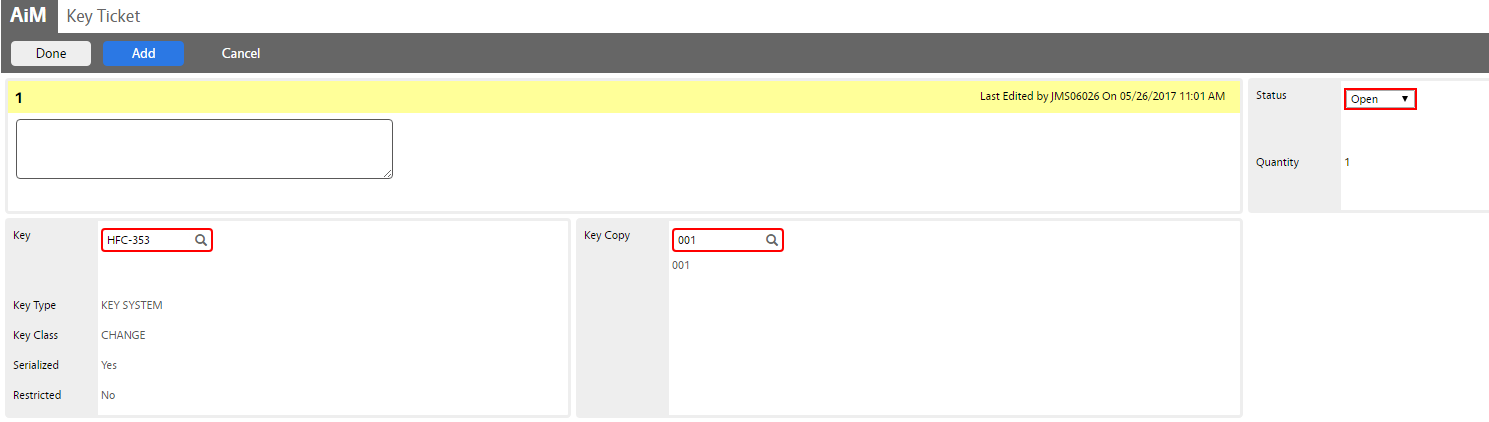 AiM Key Ticket
Done Add Cancel
1 Last Edited by JMS06026 On 05/26/2017 11:01 AM
Status Open
Quantity 1
Key HFC-353
Key Type KEY SYSTEM
Key Class CHANGE
Serialized Yes
Restricted No
Key Copy 001
001